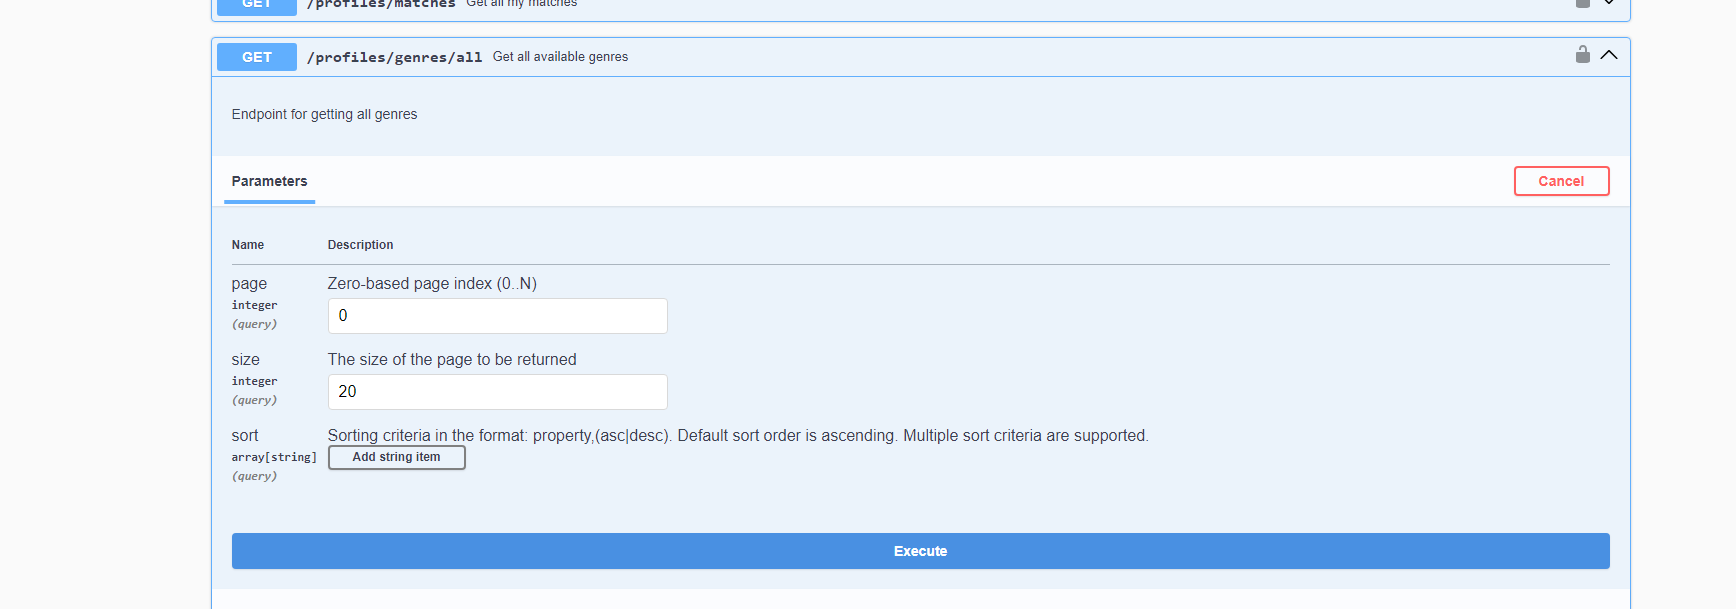 GET /profiles/matches Get all my matches
GET /profiles/genres/all Get all available genres
Endpoint for getting all genres
Parameters Cancel
Name Description
page Zero-based page index (0..N)
integer
(query)
0
size The size of the page to be returned
integer
(query)
20
sort Sorting criteria in the format: property,(asc|desc). Default sort order is ascending. Multiple sort criteria are supported.
array[string] Add string item
(query)
Execute